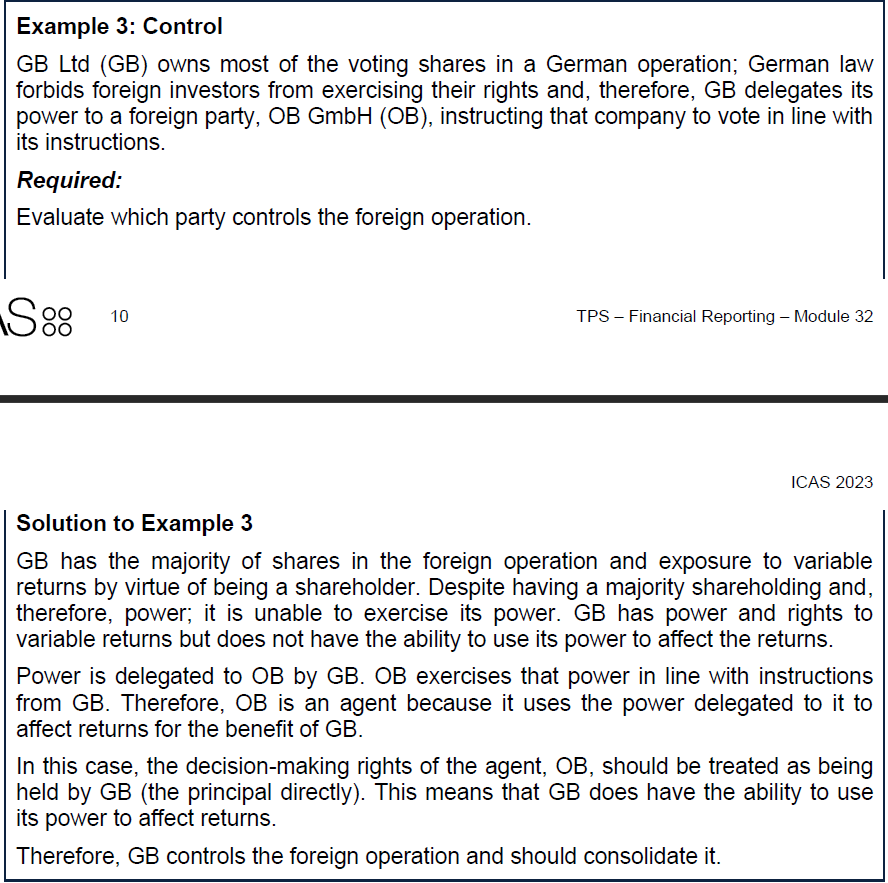 Example 3: Control
GB Ltd (GB) owns most of the voting shares in a German operation; German law
forbids foreign investors from exercising their rights and, therefore, GB delegates its
power to a foreign party, OB GmbH (OB), instructing that company to vote in line with
its instructions.
Required:
Evaluate which party controls the foreign operation.
AS
10
TPS – Financial Reporting – Module 32
ICAS 2023
Solution to Example 3
GB has the majority of shares in the foreign operation and exposure to variable
returns by virtue of being a shareholder. Despite having a majority shareholding and,
therefore, power; it is unable to exercise its power. GB has power and rights to
variable returns but does not have the ability to use its power to affect the returns.
Power is delegated to OB by GB. OB exercises that power in line with instructions
from GB. Therefore, OB is an agent because it uses the power delegated to it to
affect returns for the benefit of GB.
In this case, the decision-making rights of the agent, OB, should be treated as being
held by GB (the principal directly). This means that GB does have the ability to use
its power to affect returns.
Therefore, GB controls the foreign operation and should consolidate it.